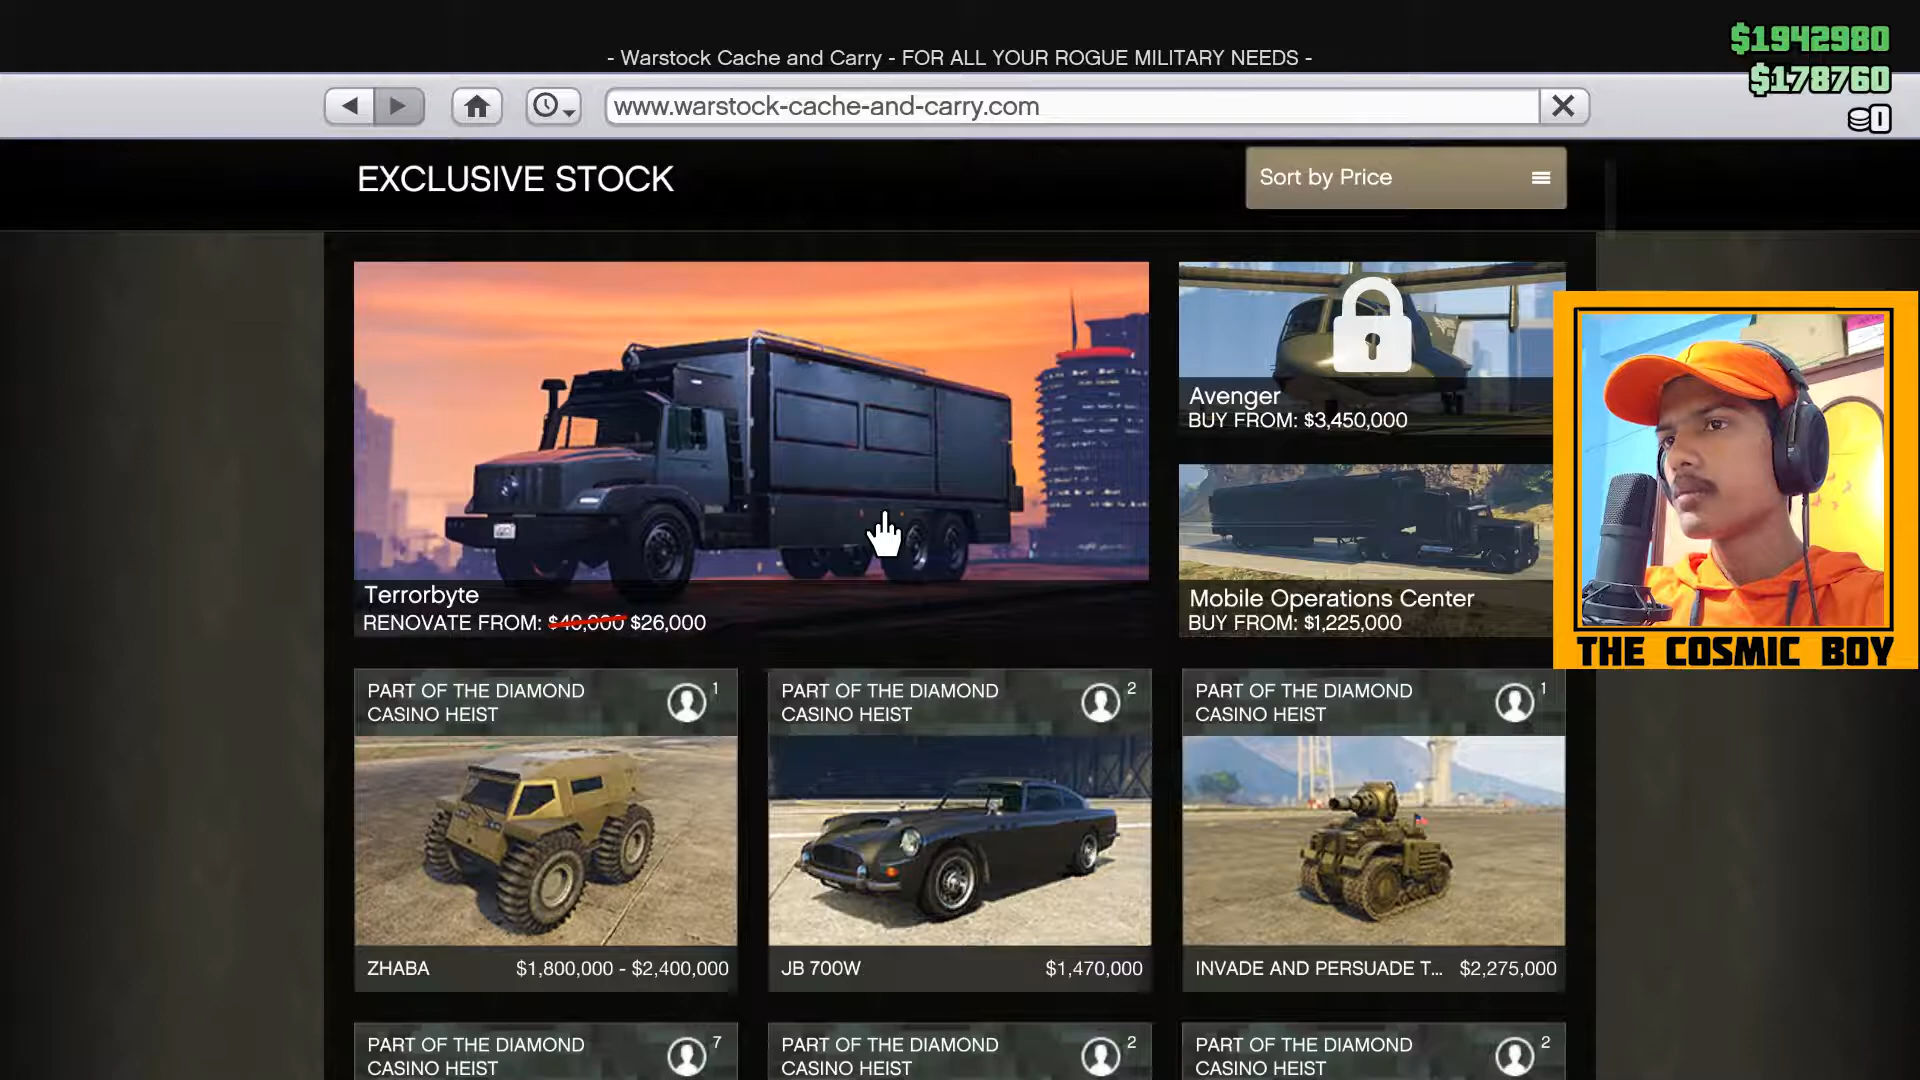 - Warstock Cache and Carry - FOR ALL YOUR ROGUE MILITARY NEEDS -
$1942980
$178760
1
www.warstock-cache-and-carry.com
EXCLUSIVE STOCK
Sort by Price
Avenger
BUY FROM: $3,450,000
Terrorbyte
RENOVATE FROM: $40,000 $26,000
Mobile Operations Center
BUY FROM: $1,225,000
THE COSMIC BOY
PART OF THE DIAMOND
CASINO HEIST
1
PART OF THE DIAMOND
CASINO HEIST
2
PART OF THE DIAMOND
CASINO HEIST
1
ZHABA $1,800,000 - $2,400,000
JB 700W $1,470,000
INVADE AND PERSUADE T... $2,275,000
PART OF THE DIAMOND
CASINO HEIST
7
PART OF THE DIAMOND
CASINO HEIST
2
PART OF THE DIAMOND
CASINO HEIST
2